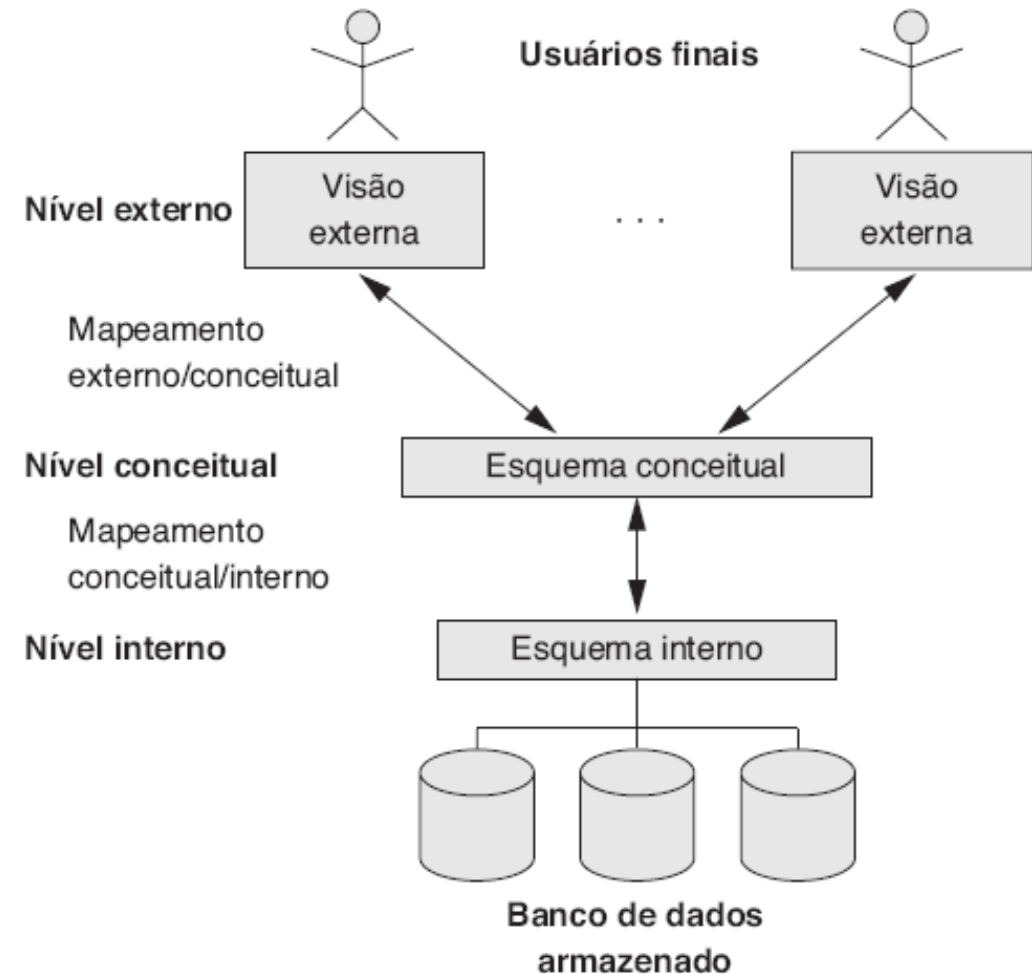 Usuários finais
Visão
externa
Nível externo
. . .
Visão
externa
Mapeamento
externo/conceitual
Nível conceitual
Esquema conceitual
Mapeamento
conceitual/interno
Nível interno
Esquema interno
Banco de dados
armazenado